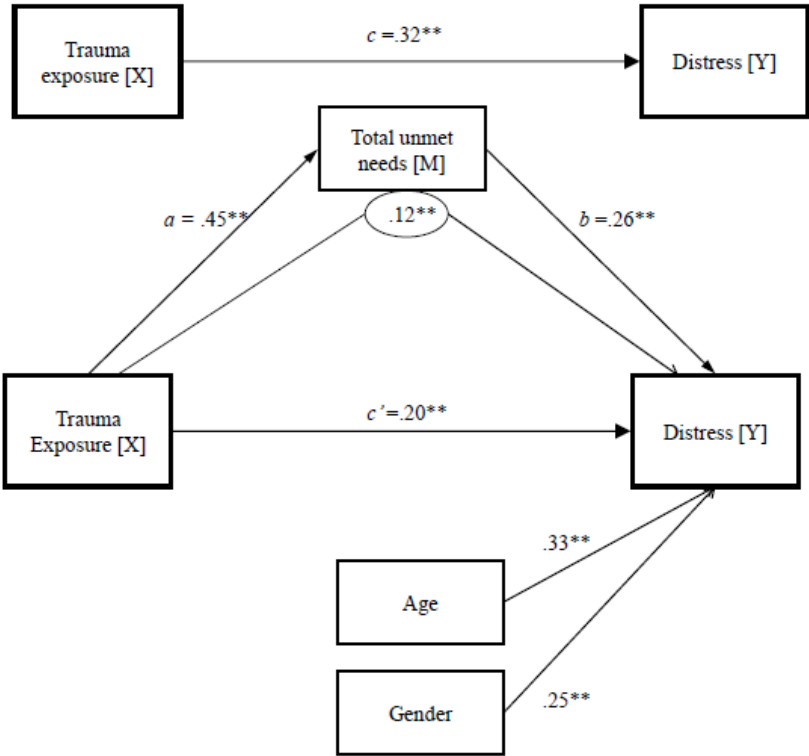 Trauma
exposure [X]
c =.32**
Distress [Y]
Total unmet
needs [M]
a = .45**
.12**
b =.26**
Trauma
Exposure [X]
c’=.20**
Distress [Y]
.33**
Age
Gender
.25**